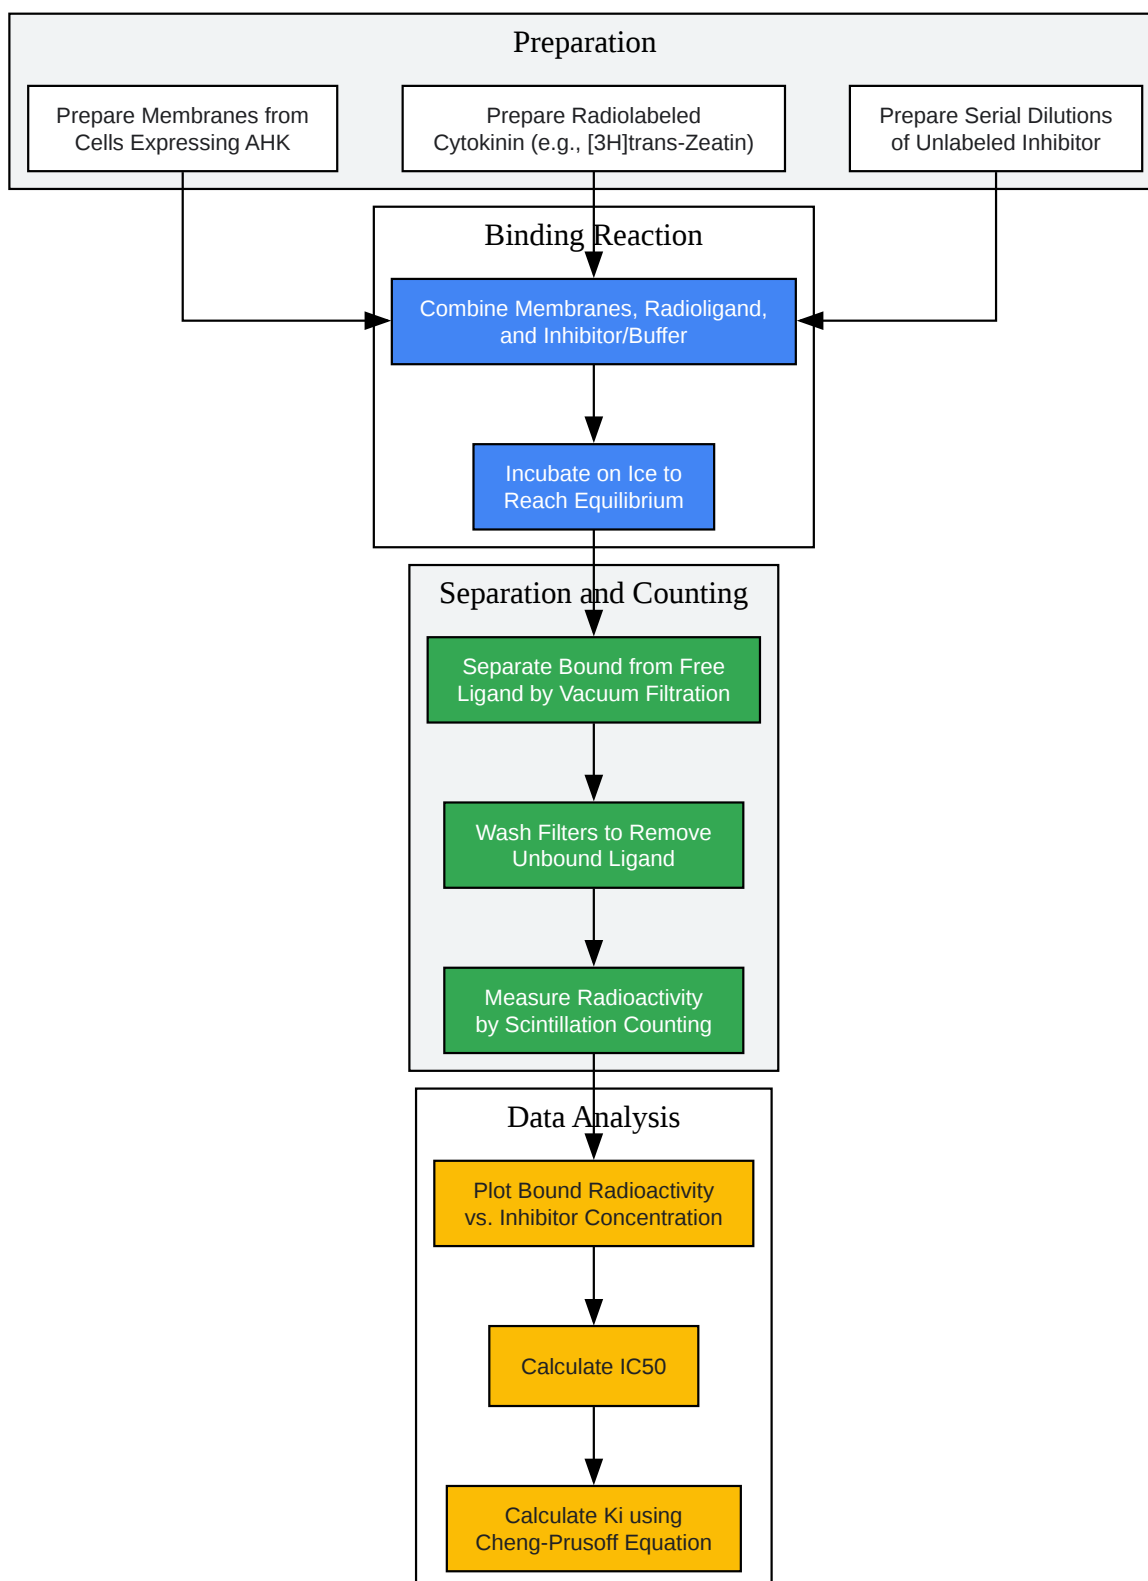 Preparation
Prepare Membranes from
Cells Expressing AHK
Prepare Radiolabeled
Cytokinin (e.g., [3H]trans-Zeatin)
Prepare Serial Dilutions
of Unlabeled Inhibitor
Binding Reaction
Combine Membranes, Radioligand,
and Inhibitor/Buffer
Incubate on Ice to
Reach Equilibrium
Separation and Counting
Separate Bound from Free
Ligand by Vacuum Filtration
Wash Filters to Remove
Unbound Ligand
Measure Radioactivity
by Scintillation Counting
Data Analysis
Plot Bound Radioactivity
vs. Inhibitor Concentration
Calculate IC50
Calculate Ki using
Cheng-Prusoff Equation